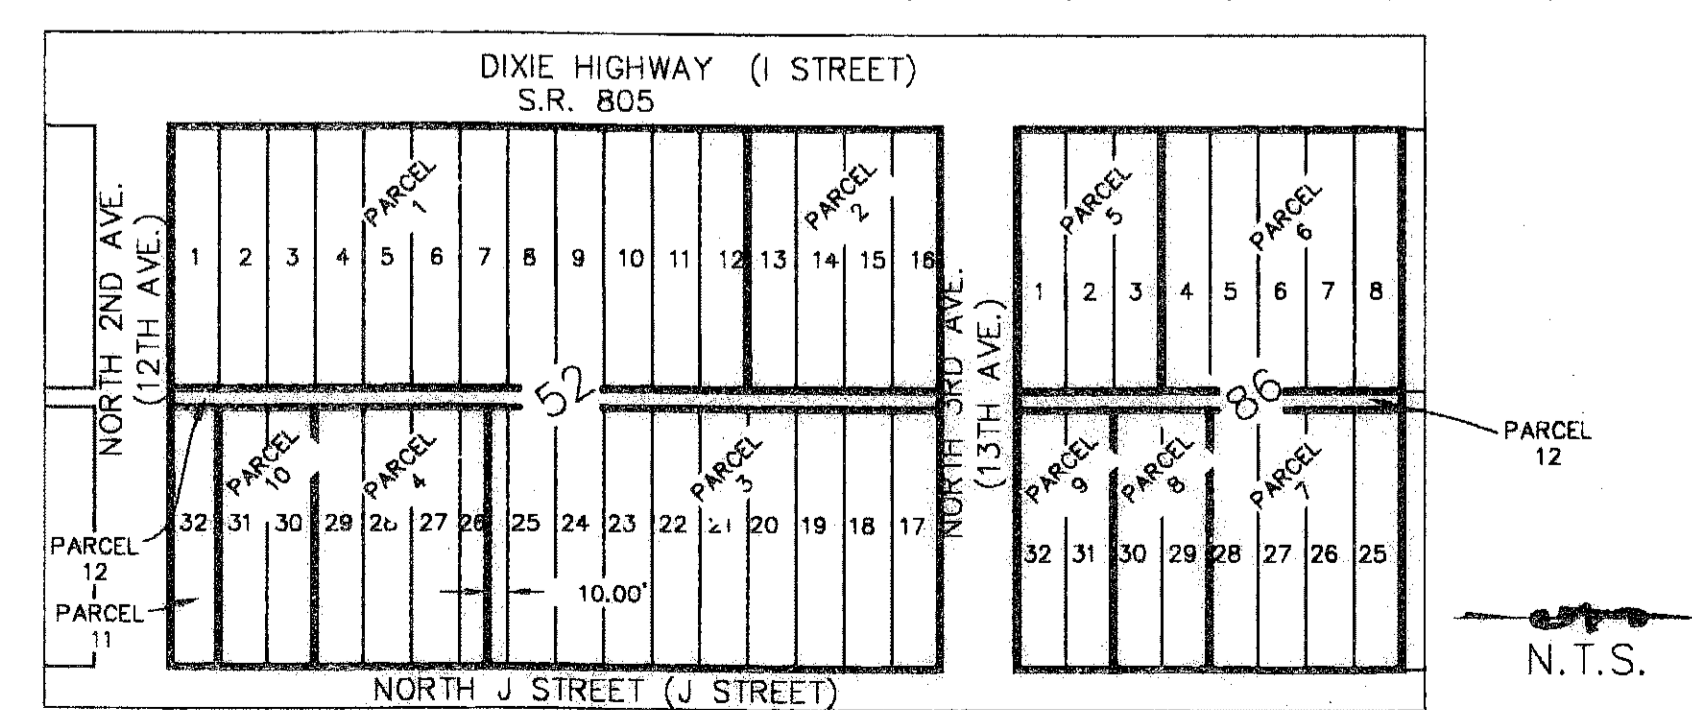 DIXIE HIGHWAY (I STREET)
S.R. 805
NORTH 2ND AVE.
(12TH AVE.)
PARCEL
1
PARCEL
2
1 2 3 4 5 6 7 8 9 10 11 12 13 14 15 16
NORTH 3RD AVE.
(13TH AVE.)
PARCEL
5
PARCEL
6
1 2 3 4 5 6 7 8
52
86
PARCEL
12
PARCEL
10
PARCEL
4
PARCEL
3
32 31 30 29 28 27 26 25 24 23 22 21 20 19 18 17
PARCEL
9
PARCEL
8
PARCEL
7
32 31 30 29 28 27 26 25
PARCEL
12
PARCEL
11
10.00'
NORTH J STREET (J STREET)
N.T.S.